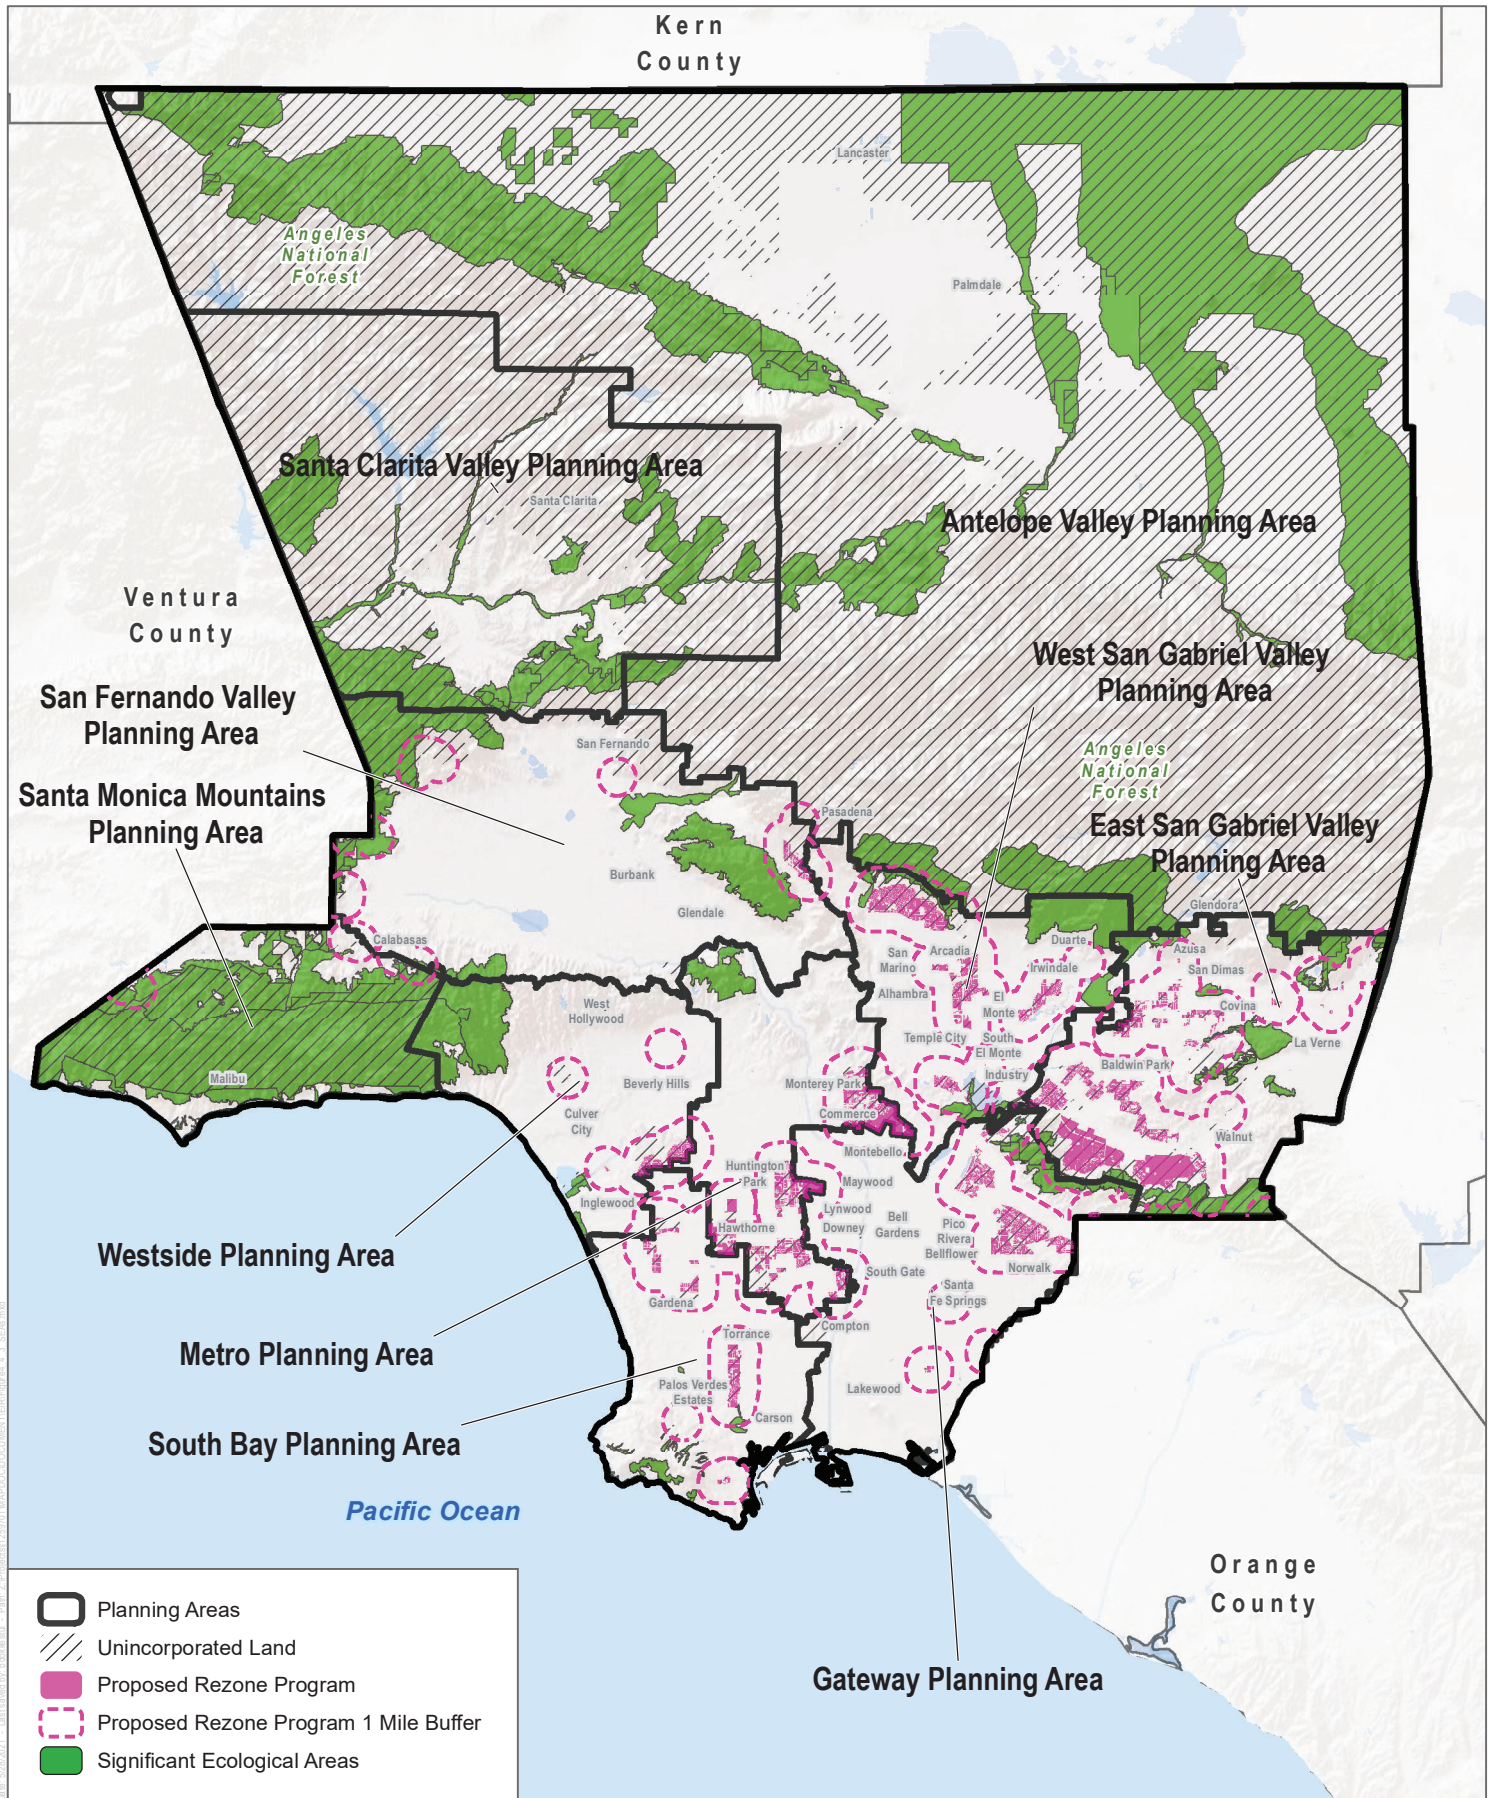 Kern
County
Lancaster
Angeles
National
Forest
Palmdale
Santa Clarita Valley Planning Area
Santa Clarita
Antelope Valley Planning Area
Ventura
County
West San Gabriel Valley
Planning Area
San Fernando Valley
Planning Area
San Fernando
Angeles
National
Forest
Santa Monica Mountains
Planning Area
Pasadena
East San Gabriel Valley
Planning Area
Burbank
Glendale
Glendora
Calabasas
San
Marino
Arcadia
Duarte
Azusa
Irwindale
San Dimas
Alhambra
El
Monte
Covina
West
Hollywood
Temple City
South
El Monte
La Verne
Malibu
Beverly Hills
Monterey Park
Industry
Baldwin Park
Culver
City
Commerce
Walnut
Montebello
Huntington
Park
Maywood
Inglewood
Lynwood
Hawthorne
Downey
Bell
Gardens
Pico
Rivera
Bellflower
Westside Planning Area
South Gate
Norwalk
Gardena
Santa
Fe Springs
Compton
Torrance
Metro Planning Area
Palos Verdes
Estates
Lakewood
Carson
South Bay Planning Area
Pacific Ocean
Orange
County
Gateway Planning Area
Planning Areas
Unincorporated Land
Proposed Rezone Program
Proposed Rezone Program 1 Mile Buffer
Significant Ecological Areas